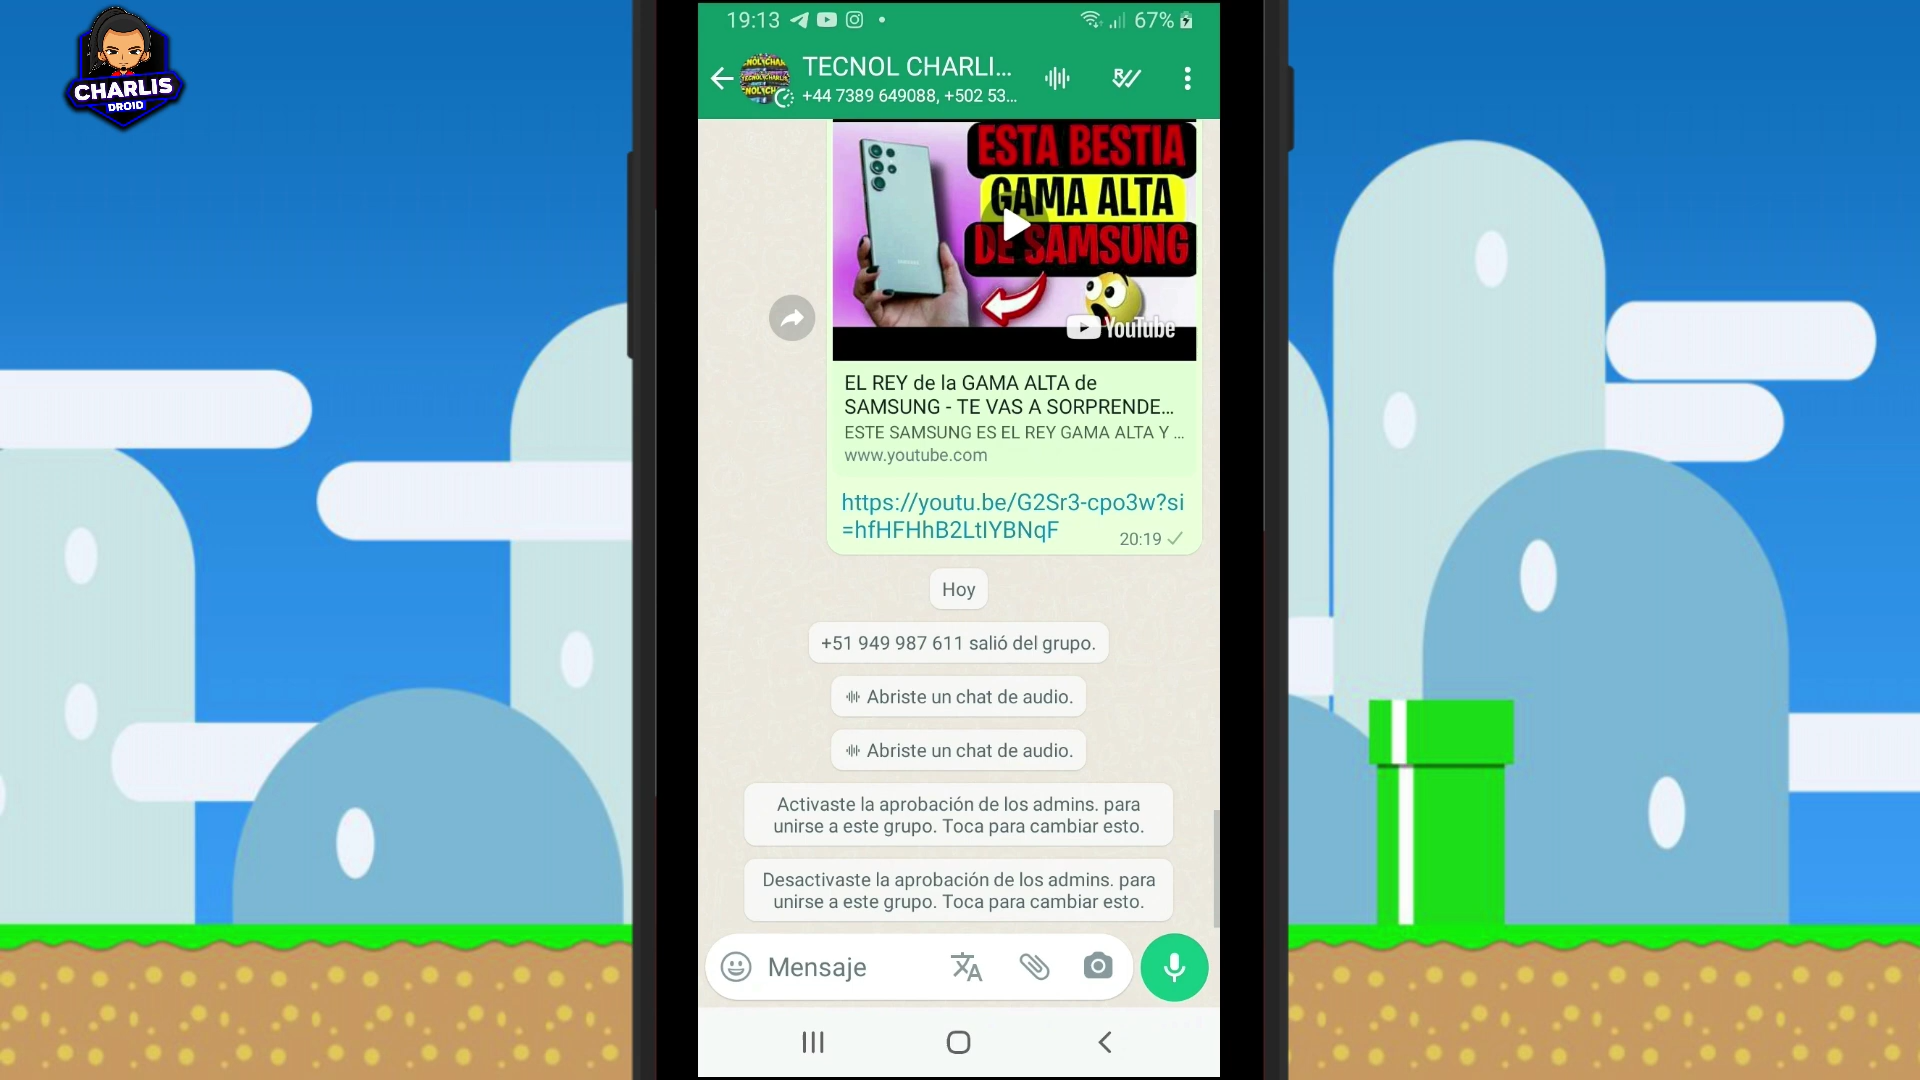 CHARLIS
DROID
19:13
67%
TECNOL CHARLI...
+44 7389 649088, +502 53...
ESTA BESTIA
GAMA ALTA
DE SAMSUNG
SAMSUNG
YouTube
EL REY de la GAMA ALTA de
SAMSUNG - TE VAS A SORPRENDE...
ESTE SAMSUNG ES EL REY GAMA ALTA Y ...
www.youtube.com
https://youtu.be/G2Sr3-cpo3w?si
=hfHFHhB2LtIYBNqF
20:19
Hoy
+51 949 987 611 salió del grupo.
Abriste un chat de audio.
Abriste un chat de audio.
Activaste la aprobación de los admins. para
unirse a este grupo. Toca para cambiar esto.
Desactivaste la aprobación de los admins. para
unirse a este grupo. Toca para cambiar esto.
Mensaje